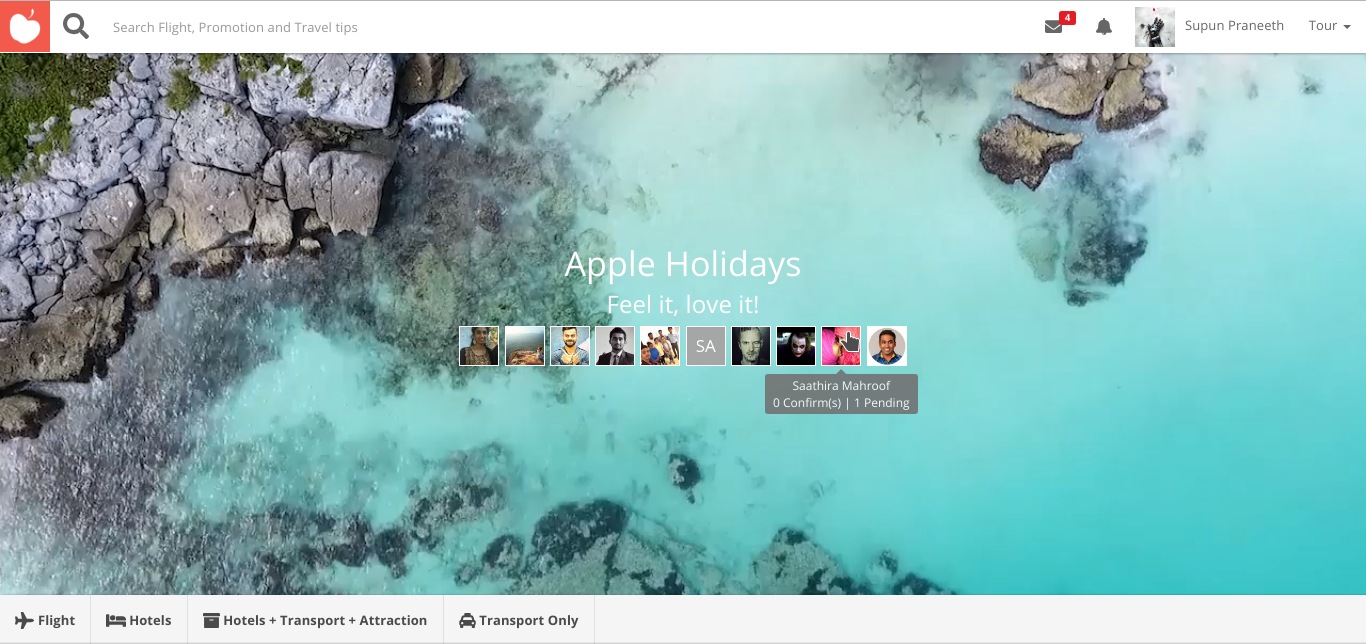 Search Flight, Promotion and Travel tips
4
Supun Praneeth
Tour
Apple Holidays
Feel it, love it!
SA
Saathira Mahroof
0 Confirm(s) | 1 Pending
Flight
Hotels
Hotels + Transport + Attraction
Transport Only